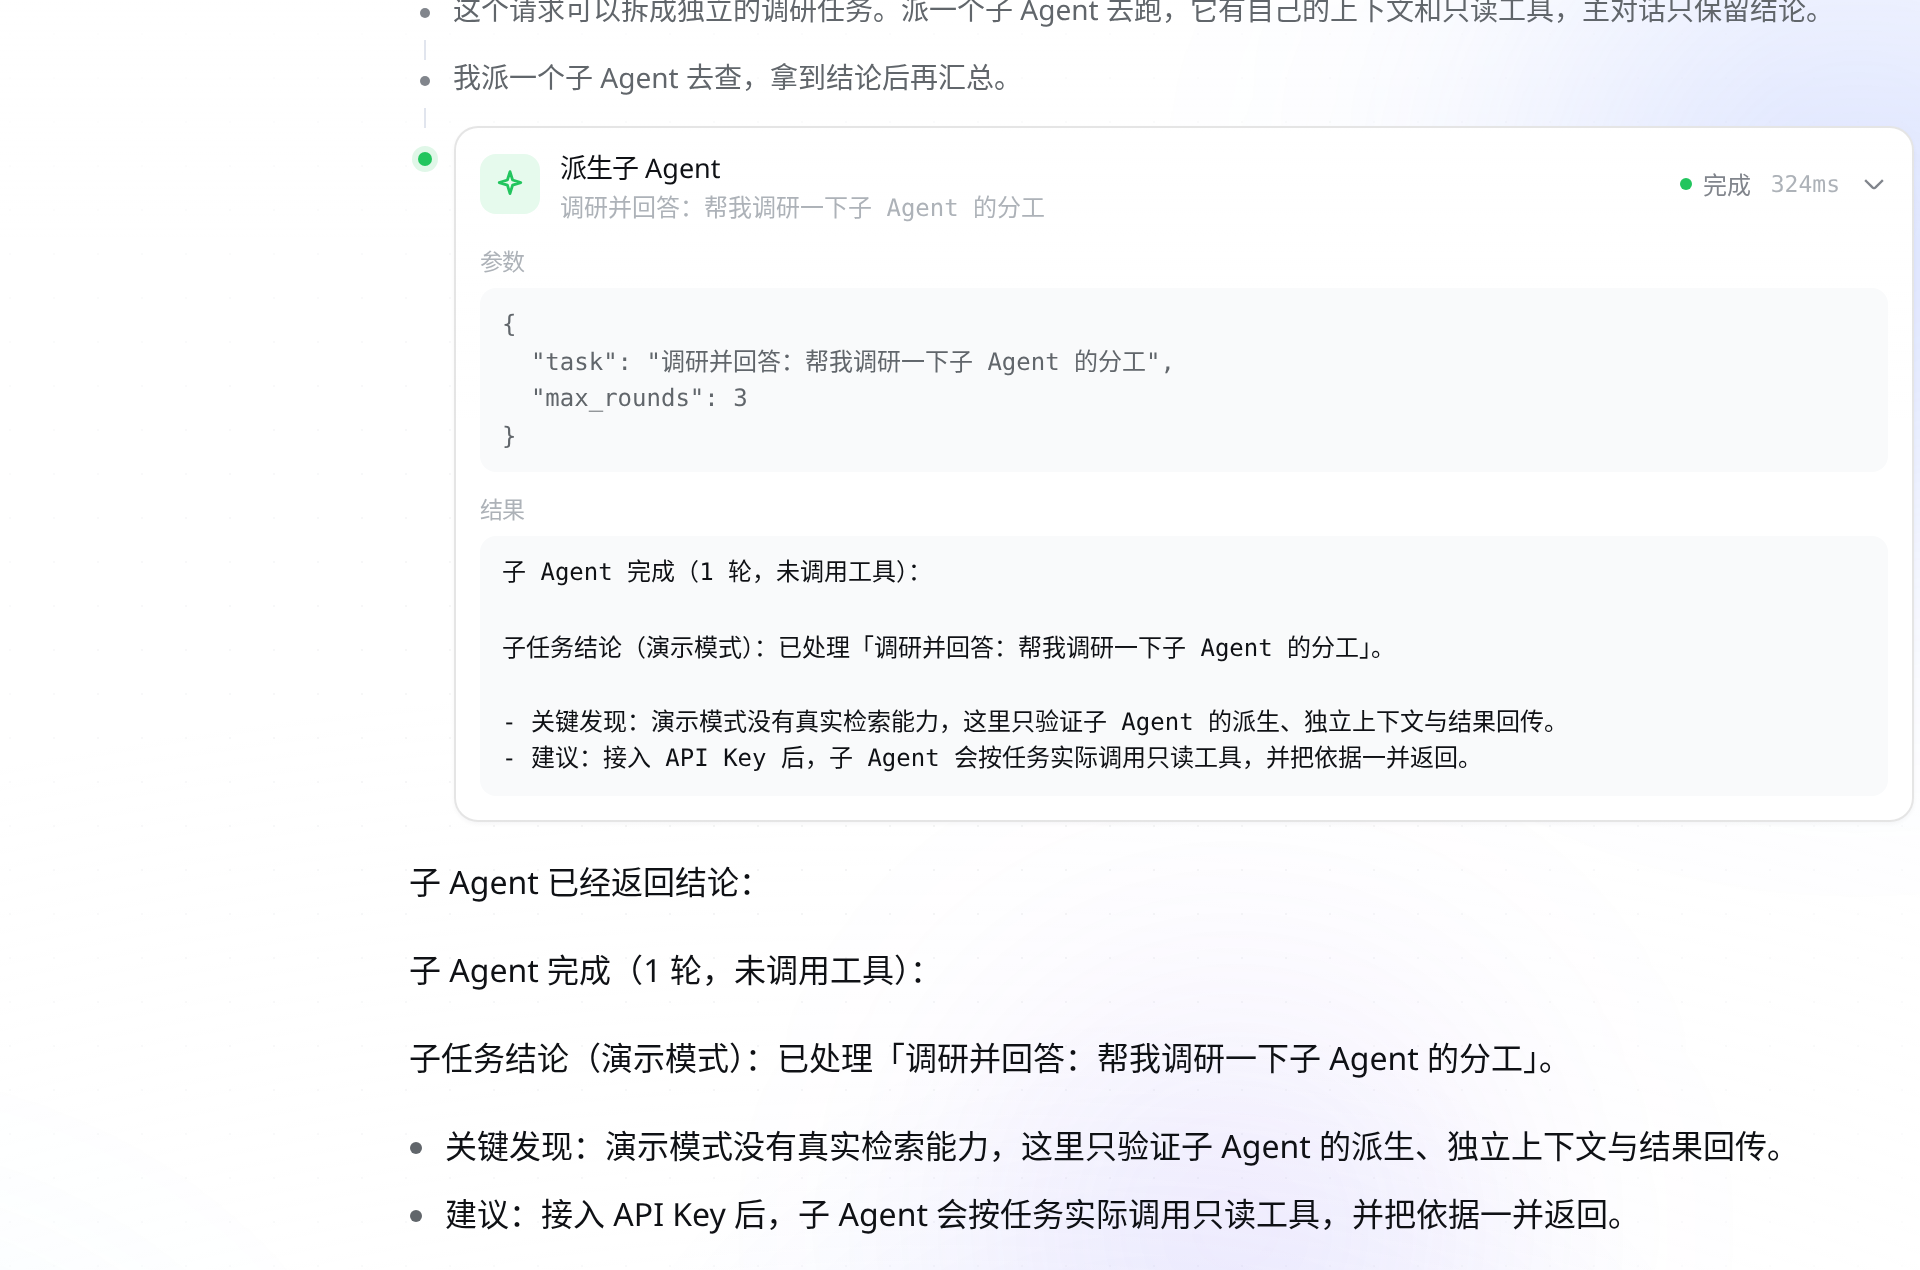 这个请求可以拆成独立的调研任务。派一个子 Agent 去跑，它有自己的上下文和只读工具，主对话只保留结论。
我派一个子 Agent 去查，拿到结论后再汇总。
派生子 Agent
调研并回答：帮我调研一下子 Agent 的分工
完成 324ms
参数
{
"task": "调研并回答：帮我调研一下子 Agent 的分工",
"max_rounds": 3
}
结果
子 Agent 完成（1 轮，未调用工具）：
子任务结论（演示模式）：已处理「调研并回答：帮我调研一下子 Agent 的分工」。
- 关键发现：演示模式没有真实检索能力，这里只验证子 Agent 的派生、独立上下文与结果回传。
- 建议：接入 API Key 后，子 Agent 会按任务实际调用只读工具，并把依据一并返回。
子 Agent 已经返回结论：
子 Agent 完成（1 轮，未调用工具）：
子任务结论（演示模式）：已处理「调研并回答：帮我调研一下子 Agent 的分工」。
关键发现：演示模式没有真实检索能力，这里只验证子 Agent 的派生、独立上下文与结果回传。
建议：接入 API Key 后，子 Agent 会按任务实际调用只读工具，并把依据一并返回。